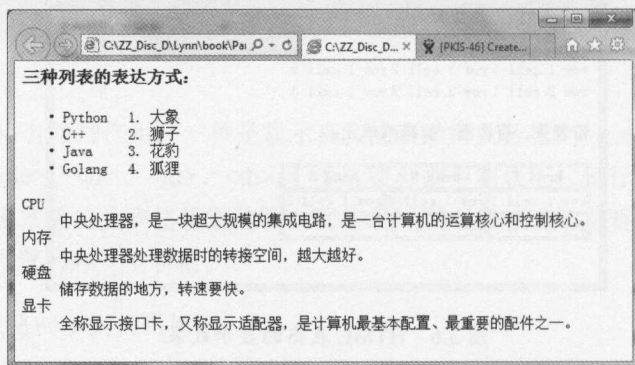 C:\ZZ_Disc_D\Lynn\book\Pai
C:\ZZ_Disc_D...
[PKIS-46] Create...
三种列表的表达方式：
• Python 1. 大象
• C++ 2. 狮子
• Java 3. 花豹
• Golang 4. 狐狸
CPU
中央处理器，是一块超大规模的集成电路，是一台计算机的运算核心和控制核心。
内存
中央处理器处理数据时的转接空间，越大越好。
硬盘
储存数据的地方，转速要快。
显卡
全称显示接口卡，又称显示适配器，是计算机最基本配置、最重要的配件之一。